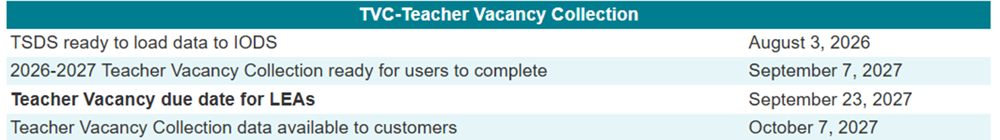 TVC-Teacher Vacancy Collection
TSDS ready to load data to IODS August 3, 2026
2026-2027 Teacher Vacancy Collection ready for users to complete September 7, 2027
Teacher Vacancy due date for LEAs September 23, 2027
Teacher Vacancy Collection data available to customers October 7, 2027